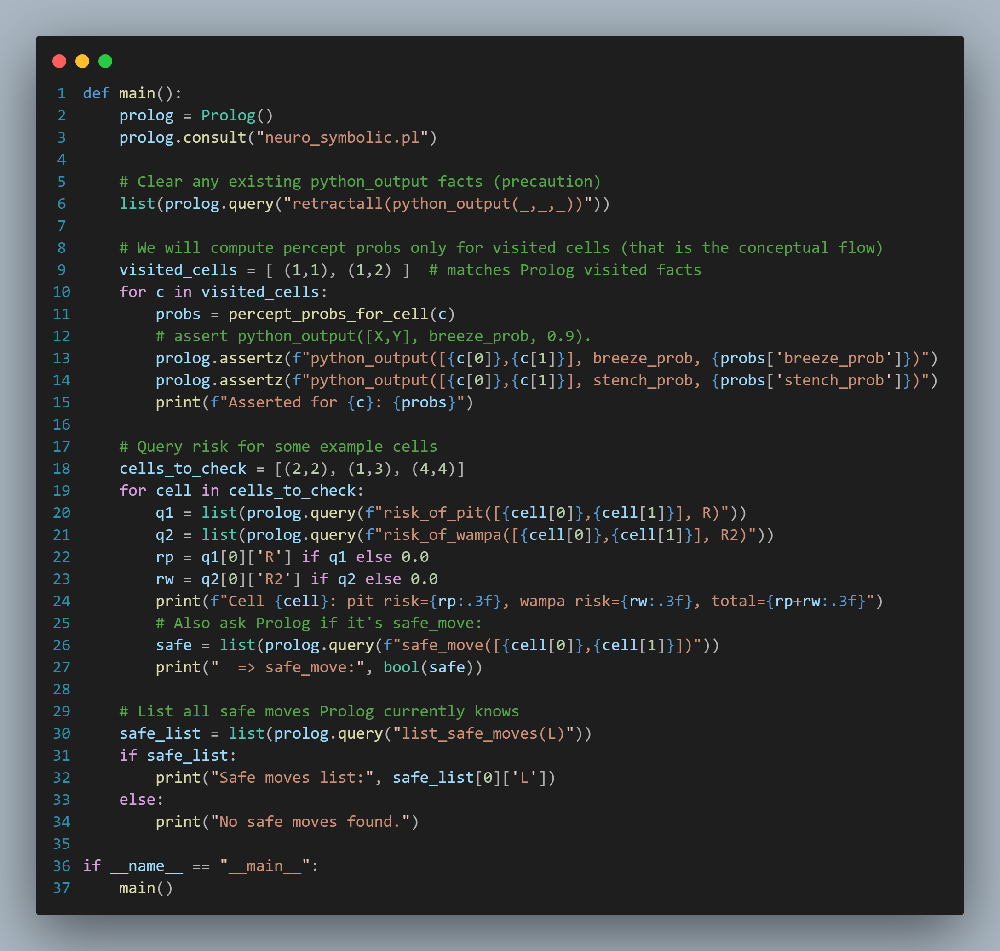 1 def main():
2     prolog = Prolog()
3     prolog.consult("neuro_symbolic.pl")
4
5     # Clear any existing python_output facts (precaution)
6     list(prolog.query("retractall(python_output(_,_,_))"))
7
8     # We will compute percept probs only for visited cells (that is the conceptual flow)
9     visited_cells = [ (1,1), (1,2) ]  # matches Prolog visited facts
10     for c in visited_cells:
11         probs = percept_probs_for_cell(c)
12         # assert python_output([X,Y], breeze_prob, 0.9).
13         prolog.assertz(f"python_output([{c[0]},{c[1]}], breeze_prob, {probs['breeze_prob']})")
14         prolog.assertz(f"python_output([{c[0]},{c[1]}], stench_prob, {probs['stench_prob']})")
15         print(f"Asserted for {c}: {probs}")
16
17     # Query risk for some example cells
18     cells_to_check = [(2,2), (1,3), (4,4)]
19     for cell in cells_to_check:
20         q1 = list(prolog.query(f"risk_of_pit([{cell[0]},{cell[1]}], R)"))
21         q2 = list(prolog.query(f"risk_of_wampa([{cell[0]},{cell[1]}], R2)"))
22         rp = q1[0]['R'] if q1 else 0.0
23         rw = q2[0]['R2'] if q2 else 0.0
24         print(f"Cell {cell}: pit risk={rp:.3f}, wampa risk={rw:.3f}, total={rp+rw:.3f}")
25         # Also ask Prolog if it's safe_move:
26         safe = list(prolog.query(f"safe_move([{cell[0]},{cell[1]}])"))
27         print("  => safe_move:", bool(safe))
28
29     # List all safe moves Prolog currently knows
30     safe_list = list(prolog.query("list_safe_moves(L)"))
31     if safe_list:
32         print("Safe moves list:", safe_list[0]['L'])
33     else:
34         print("No safe moves found.")
35
36 if __name__ == "__main__":
37     main()